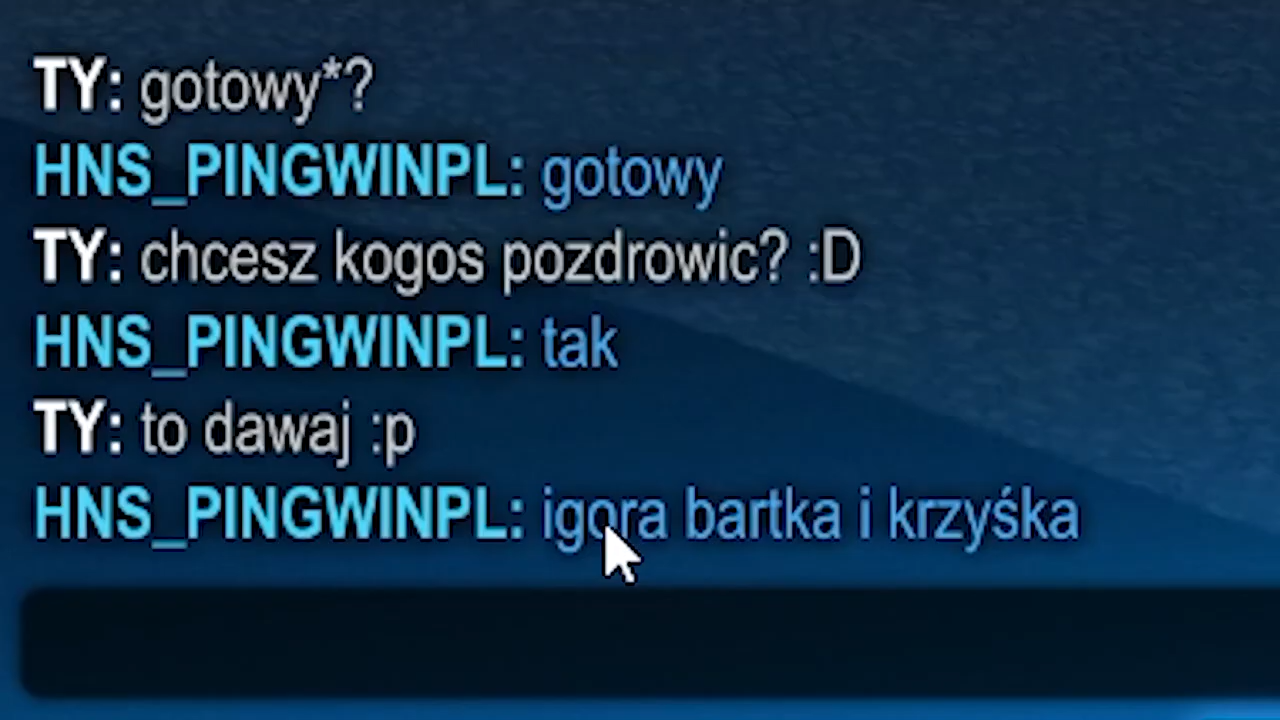 TY: gotowy*?
HNS_PINGWINPL: gotowy
TY: chcesz kogos pozdrowic? :D
HNS_PINGWINPL: tak
TY: to dawaj :p
HNS_PINGWINPL: igora bartka i krzyśka